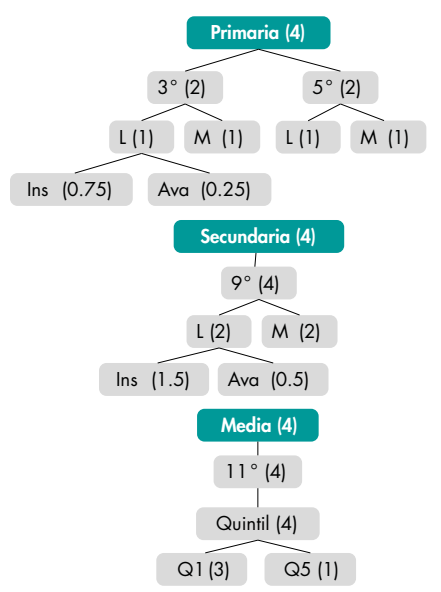 Primaria (4)
3° (2) 5° (2)
L (1) M (1) L (1) M (1)
Ins (0.75) Ava (0.25)
Secundaria (4)
9° (4)
L (2) M (2)
Ins (1.5) Ava (0.5)
Media (4)
11° (4)
Quintil (4)
Q1 (3) Q5 (1)